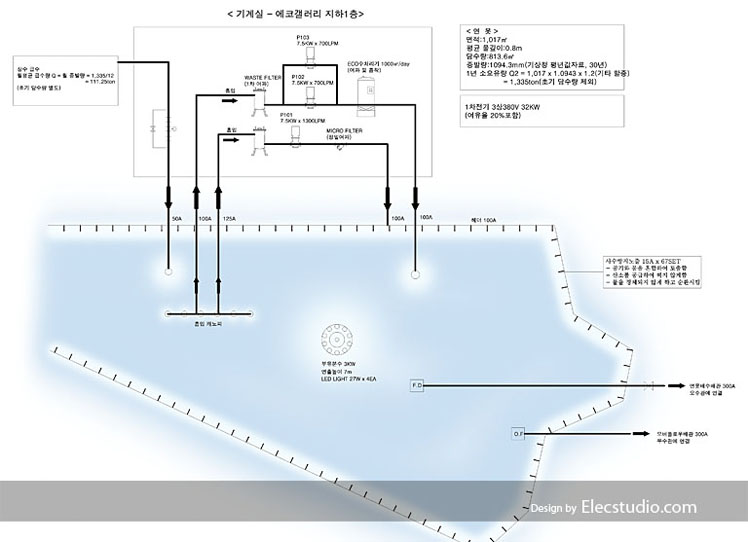 < 기계실 - 에코갤러리 지하1층>
P103
7.5KW x 700LPM
WASTE FILTER
(1차 여과)
P102
7.5KW x 700LPM
ECO수처리기 1000㎥/day
(여과 및 흡착)
흡입
P101
7.5KW x 1300LPM
흡입
MICRO FILTER
(정밀여과)
상수 급수
월평균 급수량 Q = 월 증발량 = 1,335/12
= 111.25ton
(초기 담수량 별도)
< 연 못 >
면적:1,017㎡
평균 물깊이:0.8m
담수량:813.6㎥
증발량:1094.3mm(기상청 평년값자료, 30년)
1년 소요유량 Q2 = 1,017 x 1.0943 x 1.2(기타 할증)
= 1,335ton(초기 담수량 제외)
1차전기 3상380V 32KW
(여유율 20%포함)
50A
100A
125A
100A
100A
헤더 100A
사수방지노즐 15A x 67SET
- 공기와 물을 혼합하여 토출함
- 산소를 공급하여 썩지 않게함
- 물을 정체되지 않게 하고 순환시킴
흡입
부유분수 3KW
연출높이 7m
LED LIGHT 27W x 4EA
F.D
연못배수배관 300A
오수관에 연결
O.F
오버플로우배관 300A
우수관에 연결
Design by Elecstudio.com